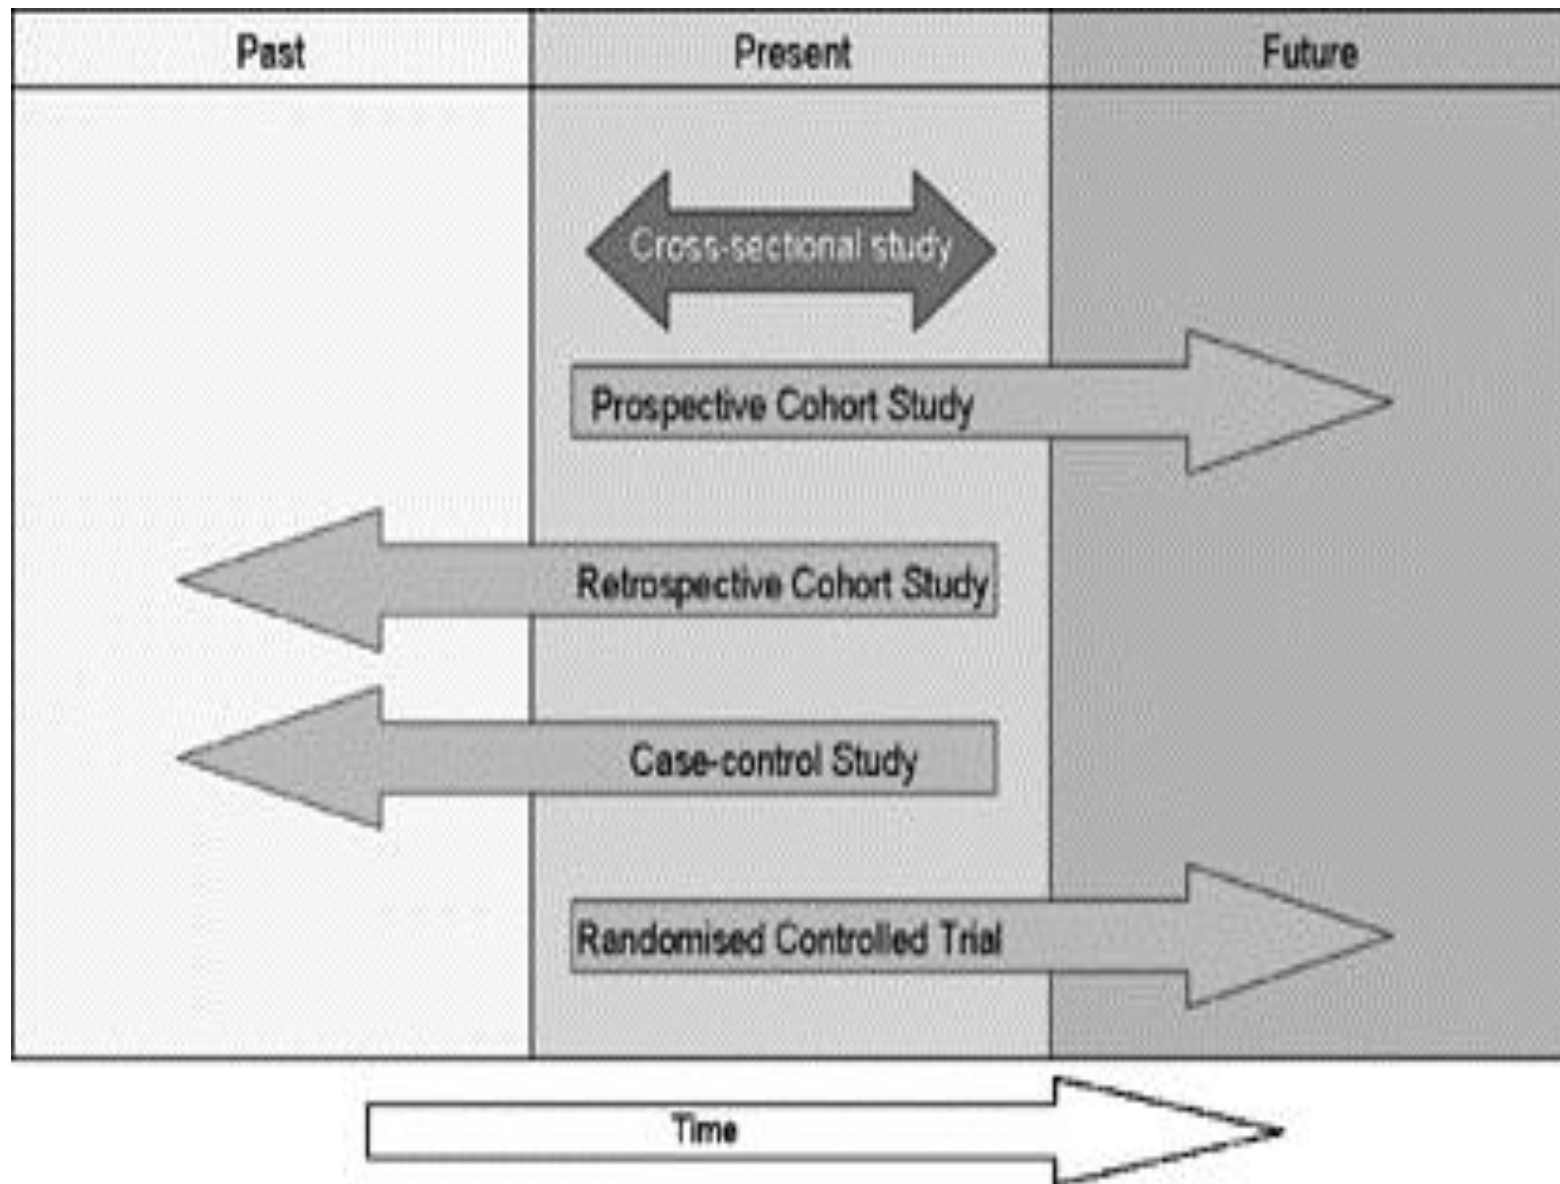 Past
Present
Future
Cross-sectional study
Prospective Cohort Study
Retrospective Cohort Study
Case-control Study
Randomised Controlled Trial
Time